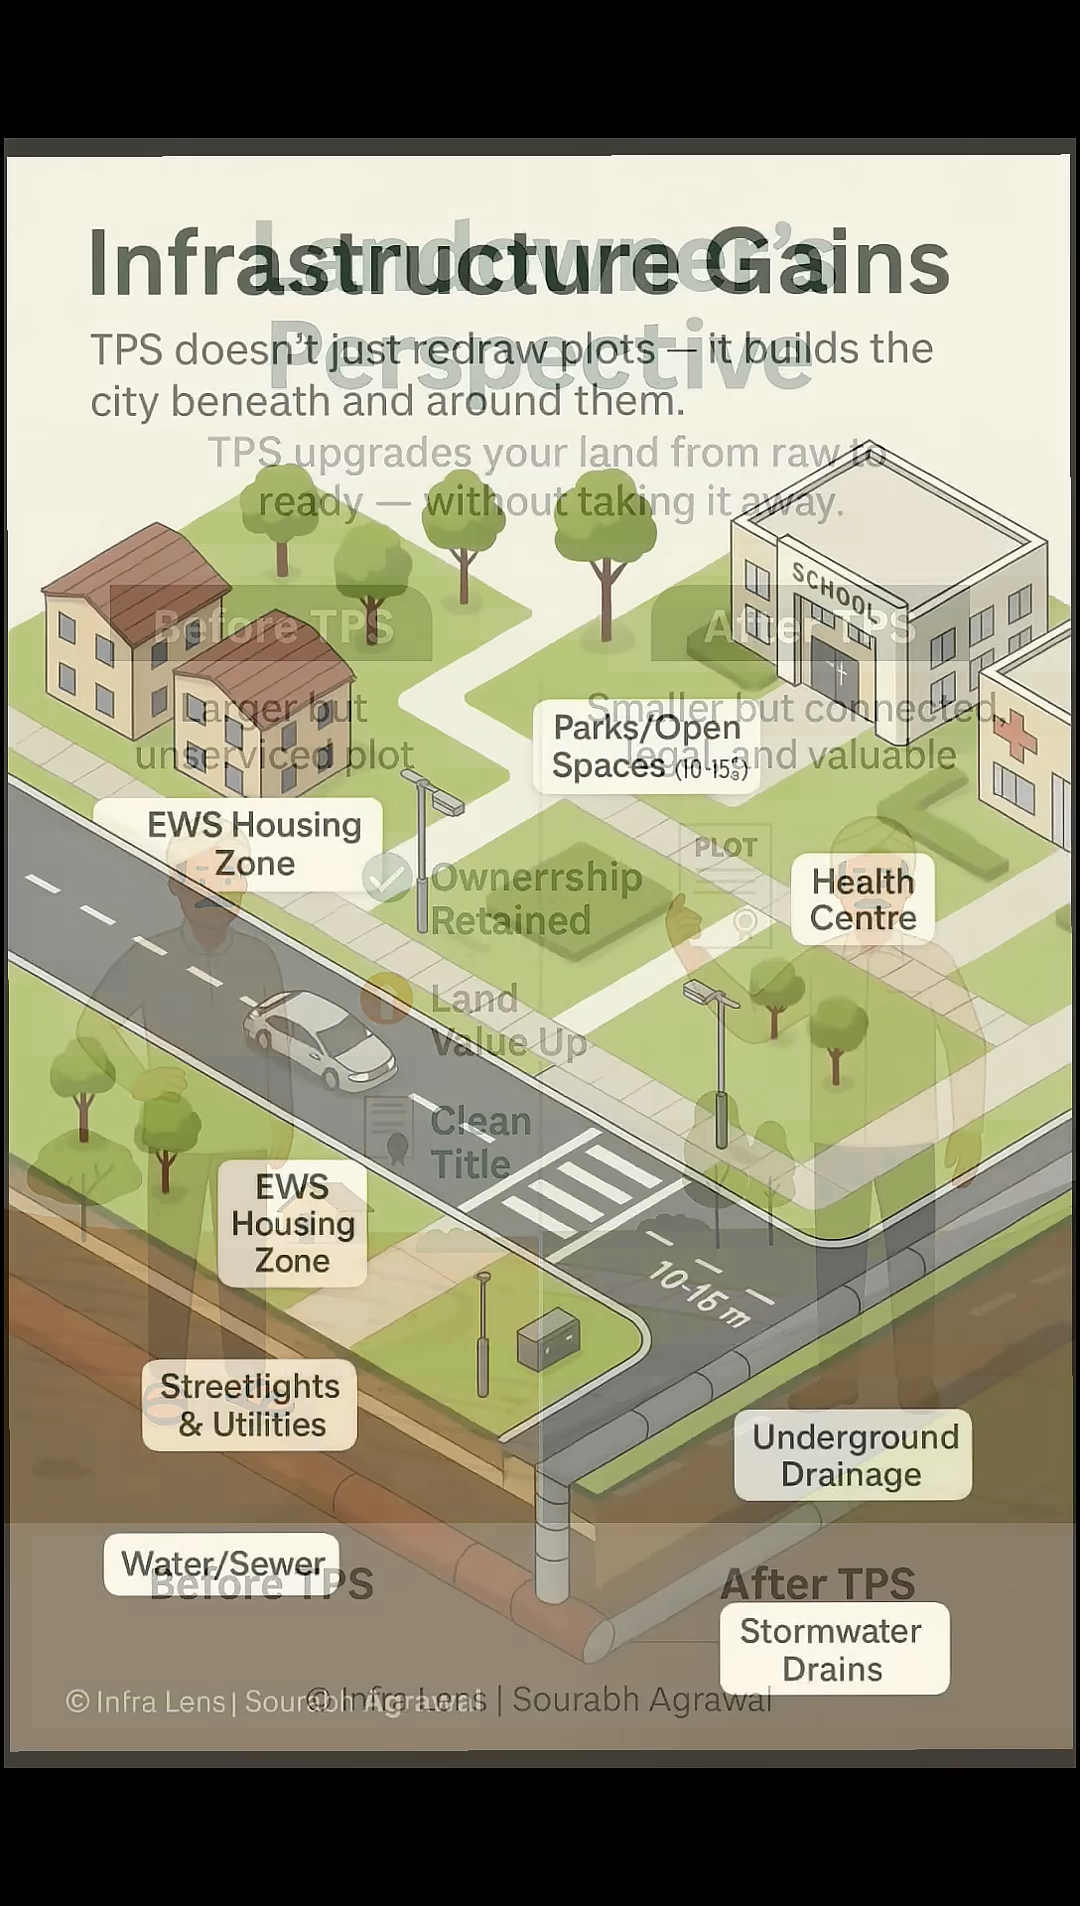 Infrastructure Gains
TPS doesn't just redraw plots — it builds the
city beneath and around them.
Landowner's
Perspective
TPS upgrades your land from raw to
ready — without taking it away.
SCHOOL
Before TPS
After TPS
Larger but
unserviced plot
Smaller but connected,
legal, and valuable
Parks/Open
Spaces
EWS Housing
Zone
PLOT
Health
Centre
Ownerrship
Retained
Land
Value Up
Clean
Title
EWS
Housing
Zone
10-15 m
Streetlights
& Utilities
Underground
Drainage
Water/Sewer
Before TPS
After TPS
Stormwater
Drains
© Infra Lens | Sourabh Agrawal
© Infra Lens | Sourabh Agrawal